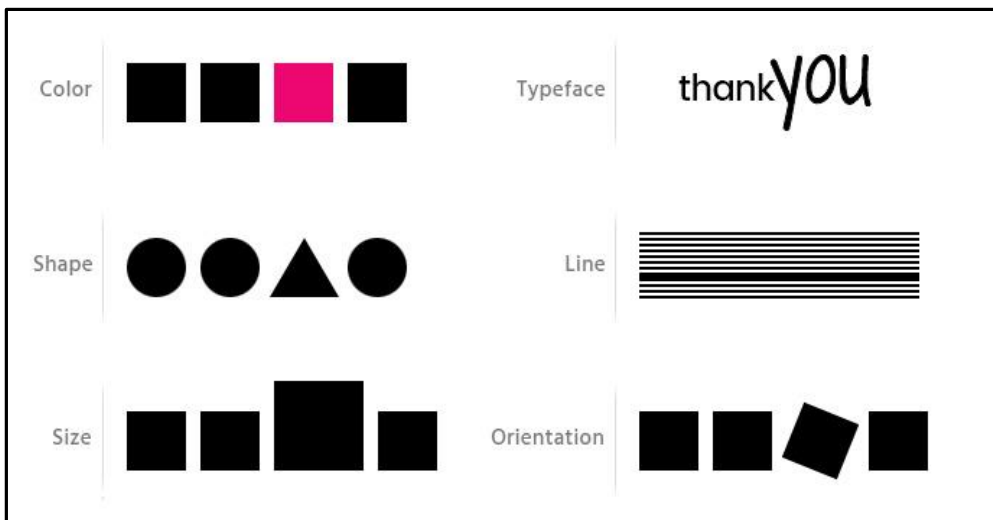 Color
Typeface
thankyou
Shape
Line
Size
Orientation